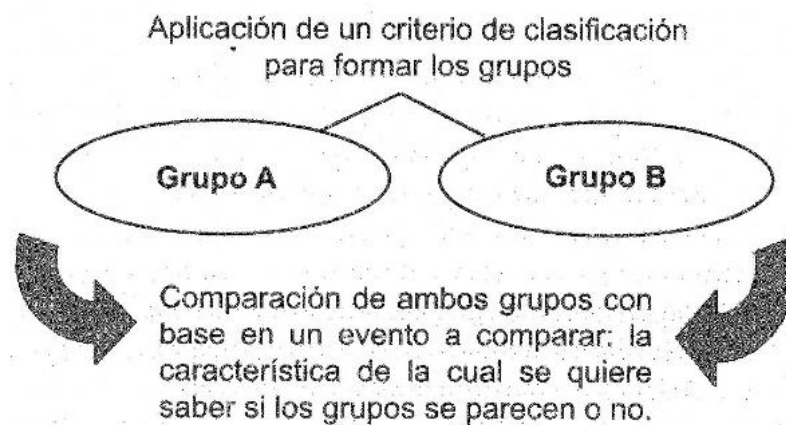 Aplicación de un criterio de clasificación
para formar los grupos
Grupo A
Grupo B
Comparación de ambos grupos con
base en un evento a comparar: la
característica de la cual se quiere
saber si los grupos se parecen o no.